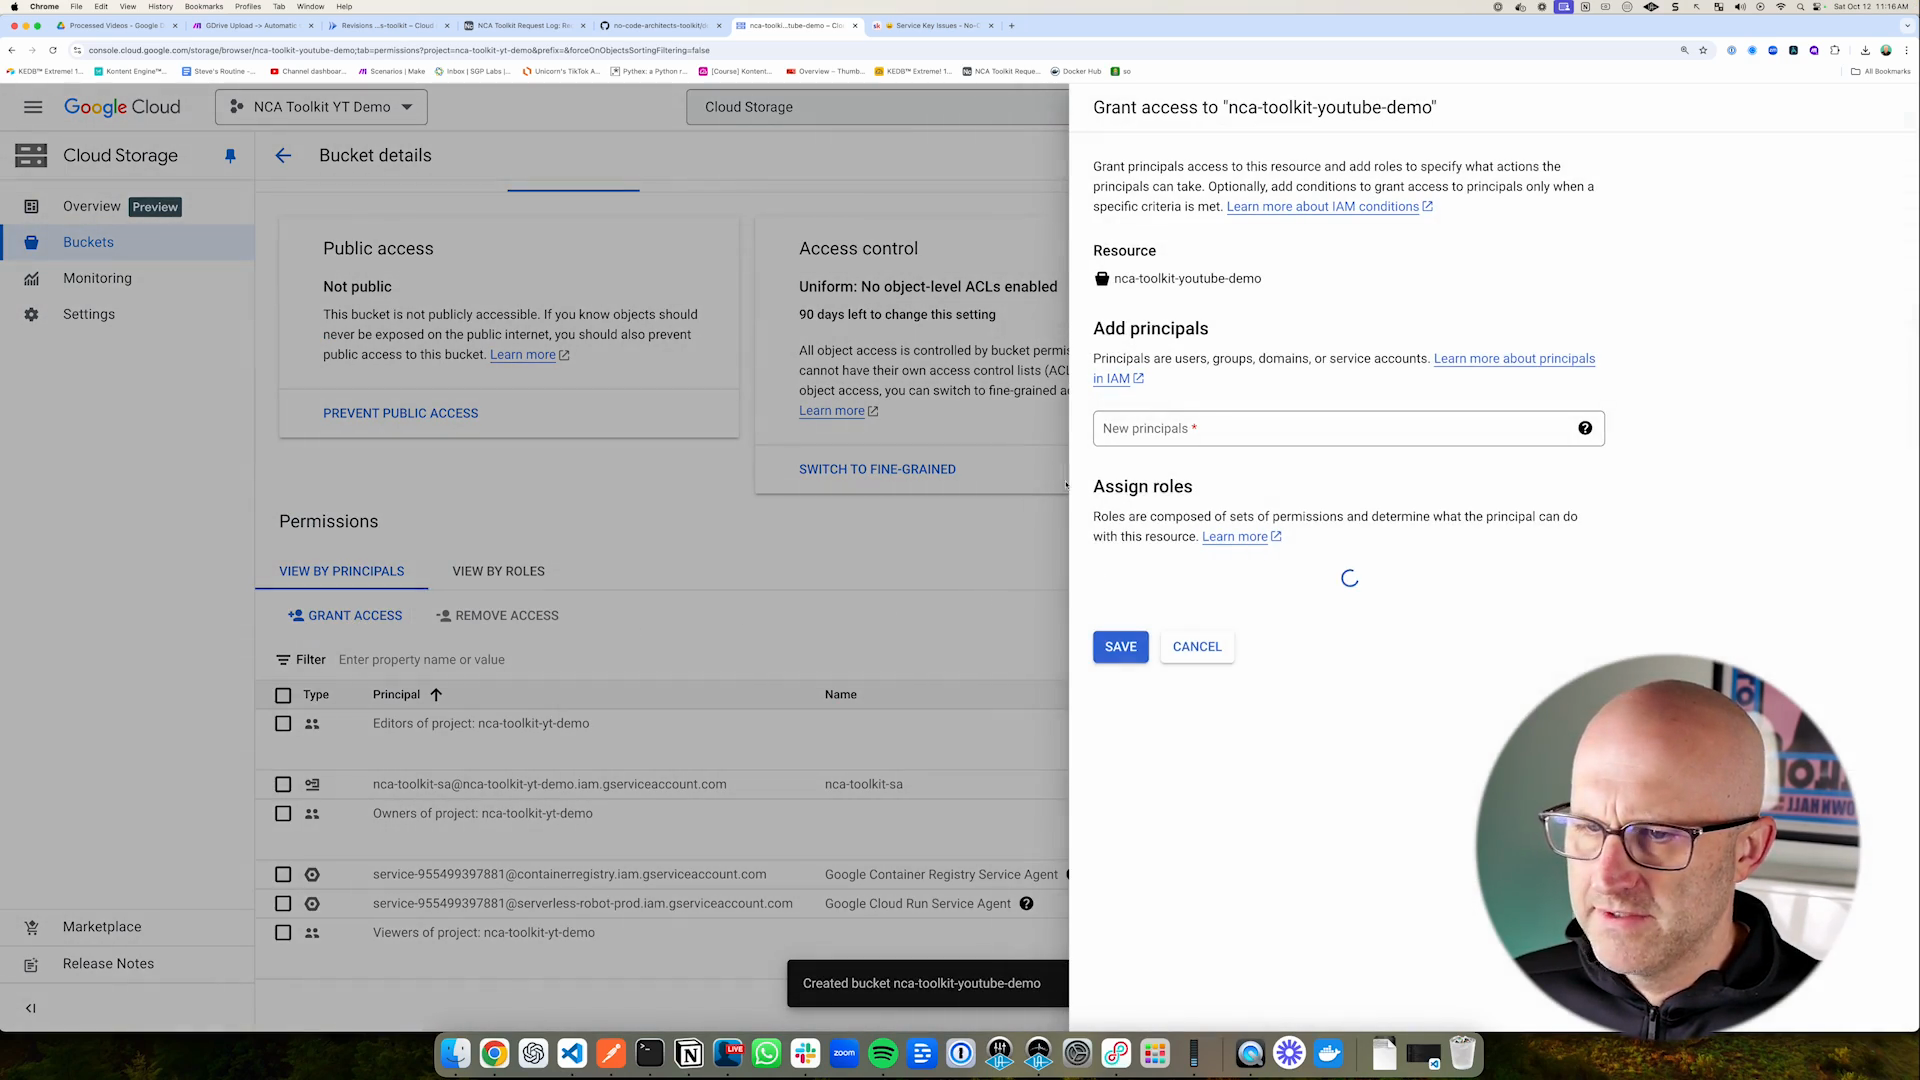 Chrome File Edit View History Bookmarks Profiles Tab Window Help
Sat Oct 12 11:16 AM
Processed Videos - Google D
GDrive Upload -> Automatic
Revisions ...s-toolkit – Cloud
NCA Toolkit Request Log: Re
no-code-architects-toolkit/d
nca-toolki...tube-demo – Clo
Service Key Issues - No-C
console.cloud.google.com/storage/browser/nca-toolkit-youtube-demo;tab=permissions?project=nca-toolkit-yt-demo&prefix=&forceOnObjectsSortingFiltering=false
KEDB™ Extreme! 1...
Kontent Engine™...
Steve's Routine -...
Channel dashboar...
Scenarios | Make
Inbox | SGP Labs |...
Unicorn's TikTok A...
Pythex: a Python r...
[Course] Kontent...
Overview – Thumb...
KEDB™ Extreme! 1...
NCA Toolkit Reque...
Docker Hub
so
All Bookmarks
Google Cloud
NCA Toolkit YT Demo
Cloud Storage
Cloud Storage
Bucket details
Overview Preview
Buckets
Monitoring
Settings
Marketplace
Release Notes
Public access
Not public
This bucket is not publicly accessible. If you know objects should
never be exposed on the public internet, you should also prevent
public access to this bucket. Learn more
PREVENT PUBLIC ACCESS
Access control
Uniform: No object-level ACLs enabled
90 days left to change this setting
All object access is controlled by bucket permi
cannot have their own access control lists (ACL
object access, you can switch to fine-grained a
Learn more
SWITCH TO FINE-GRAINED
Permissions
VIEW BY PRINCIPALS
VIEW BY ROLES
GRANT ACCESS
REMOVE ACCESS
Filter Enter property name or value
Type Principal Name
Editors of project: nca-toolkit-yt-demo
nca-toolkit-sa@nca-toolkit-yt-demo.iam.gserviceaccount.com nca-toolkit-sa
Owners of project: nca-toolkit-yt-demo
service-955499397881@containerregistry.iam.gserviceaccount.com Google Container Registry Service Agent
service-955499397881@serverless-robot-prod.iam.gserviceaccount.com Google Cloud Run Service Agent
Viewers of project: nca-toolkit-yt-demo
Created bucket nca-toolkit-youtube-demo
Grant access to "nca-toolkit-youtube-demo"
Grant principals access to this resource and add roles to specify what actions the
principals can take. Optionally, add conditions to grant access to principals only when a
specific criteria is met. Learn more about IAM conditions
Resource
nca-toolkit-youtube-demo
Add principals
Principals are users, groups, domains, or service accounts. Learn more about principals
in IAM
New principals *
Assign roles
Roles are composed of sets of permissions and determine what the principal can do
with this resource. Learn more
SAVE
CANCEL
LIVE
zoom